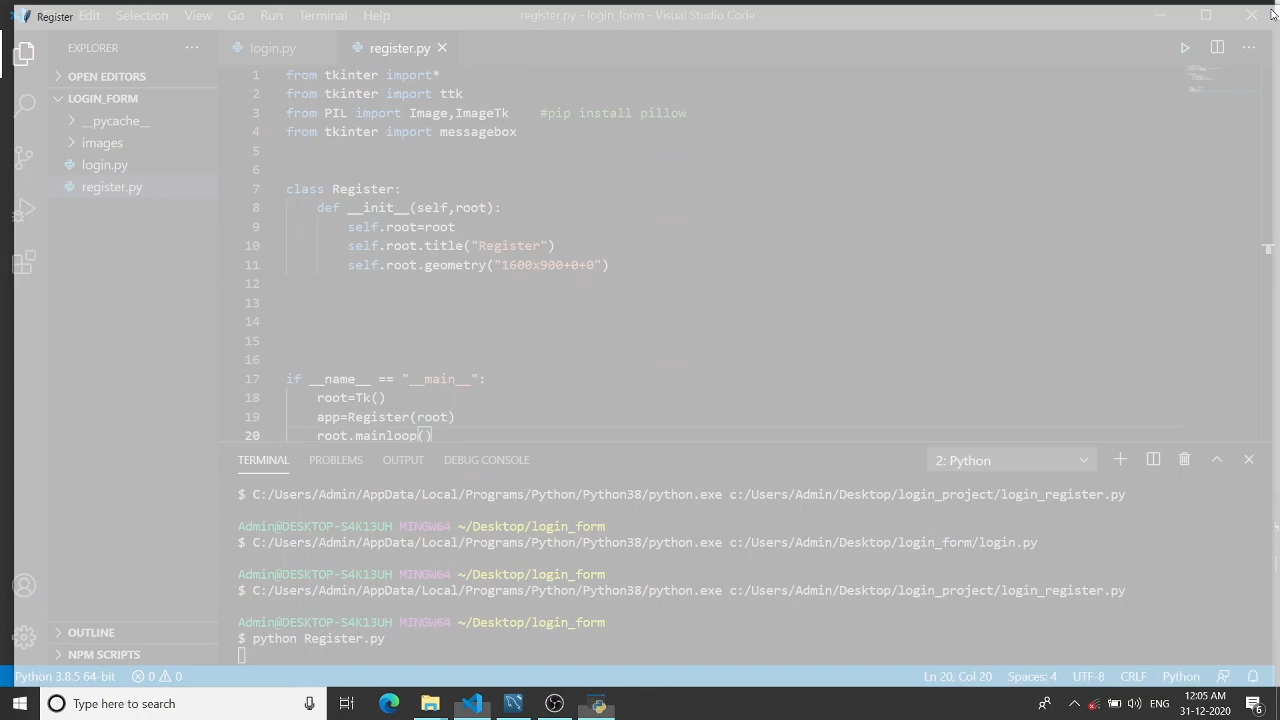 Register
Edit Selection View Go Run Terminal Help register.py - login_form - Visual Studio Code
EXPLORER
OPEN EDITORS
LOGIN_FORM
__pycache__
images
login.py
register.py
OUTLINE
NPM SCRIPTS
login.py register.py
1 from tkinter import*
2 from tkinter import ttk
3 from PIL import Image,ImageTk #pip install pillow
4 from tkinter import messagebox
5
6
7 class Register:
8 def __init__(self,root):
9 self.root=root
10 self.root.title("Register")
11 self.root.geometry("1600x900+0+0")
12
13
14
15
16
17 if __name__ == "__main__":
18 root=Tk()
19 app=Register(root)
20 root.mainloop()
TERMINAL PROBLEMS OUTPUT DEBUG CONSOLE 2: Python
$ C:/Users/Admin/AppData/Local/Programs/Python/Python38/python.exe c:/Users/Admin/Desktop/login_project/login_register.py
Admin@DESKTOP-S4K13UH MINGW64 ~/Desktop/login_form
$ C:/Users/Admin/AppData/Local/Programs/Python/Python38/python.exe c:/Users/Admin/Desktop/login_form/login.py
Admin@DESKTOP-S4K13UH MINGW64 ~/Desktop/login_form
$ C:/Users/Admin/AppData/Local/Programs/Python/Python38/python.exe c:/Users/Admin/Desktop/login_project/login_register.py
Admin@DESKTOP-S4K13UH MINGW64 ~/Desktop/login_form
$ python Register.py
Python 3.8.5 64-bit 0 0 Ln 20, Col 20 Spaces: 4 UTF-8 CRLF Python
Type here to search
12:05 AM
31-12-2020
6